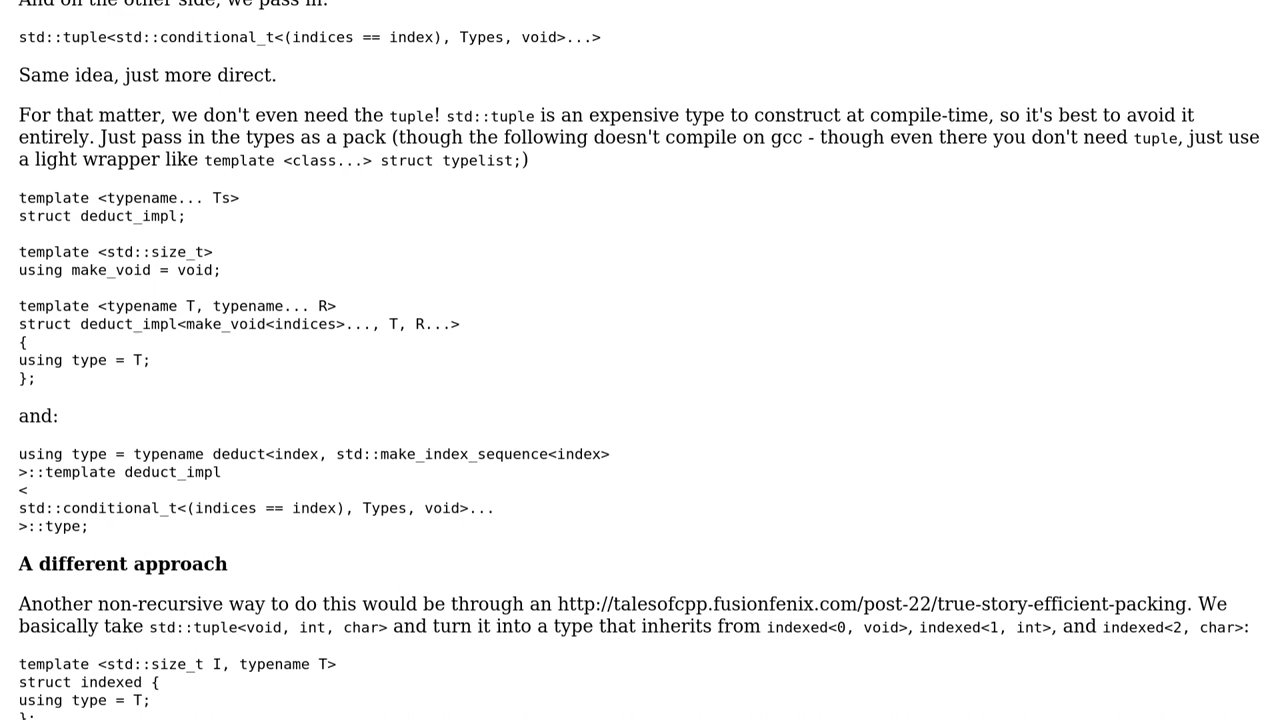 And on the other side, we pass in:
std::tuple<std::conditional_t<(indices == index), Types, void>...>
Same idea, just more direct.
For that matter, we don't even need the tuple! std::tuple is an expensive type to construct at compile-time, so it's best to avoid it
entirely. Just pass in the types as a pack (though the following doesn't compile on gcc - though even there you don't need tuple, just use
a light wrapper like template <class...> struct typelist;)
template <typename... Ts>
struct deduct_impl;
template <std::size_t>
using make_void = void;
template <typename T, typename... R>
struct deduct_impl<make_void<indices>..., T, R...>
{
using type = T;
};
and:
using type = typename deduct<index, std::make_index_sequence<index>
>::template deduct_impl
<
std::conditional_t<(indices == index), Types, void>...
>::type;
A different approach
Another non-recursive way to do this would be through an http://talesofcpp.fusionfenix.com/post-22/true-story-efficient-packing. We
basically take std::tuple<void, int, char> and turn it into a type that inherits from indexed<0, void>, indexed<1, int>, and indexed<2, char>:
template <std::size_t I, typename T>
struct indexed {
using type = T;
};